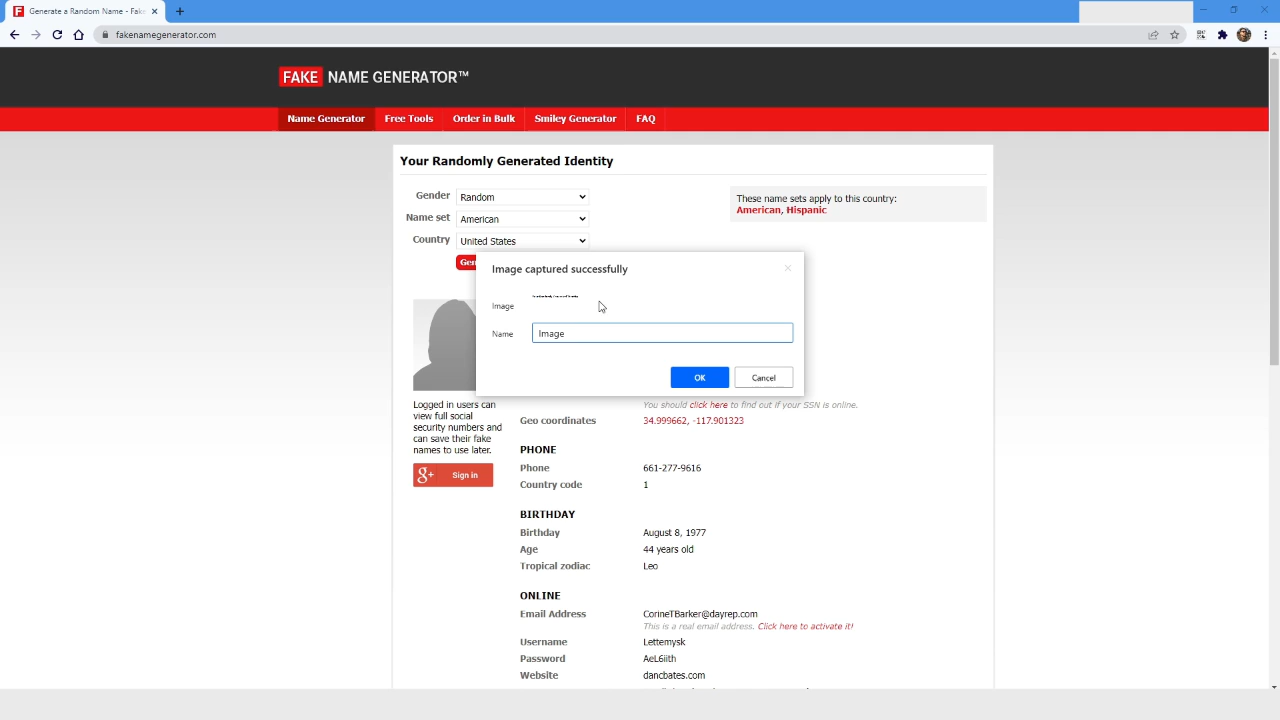 Generate a Random Name - Fake
fakenamegenerator.com
FAKE NAME GENERATOR™
Name Generator
Free Tools
Order in Bulk
Smiley Generator
FAQ
Your Randomly Generated Identity
Gender
Random
These name sets apply to this country:
American, Hispanic
Name set
American
Country
United States
Gen
Image captured successfully
Image
Name
Image
OK
Cancel
Logged in users can
view full social
security numbers and
can save their fake
names to use later.
g+ Sign in
You should click here to find out if your SSN is online.
Geo coordinates
34.999662, -117.901323
PHONE
Phone
661-277-9616
Country code
1
BIRTHDAY
Birthday
August 8, 1977
Age
44 years old
Tropical zodiac
Leo
ONLINE
Email Address
CorineTBarker@dayrep.com
This is a real email address. Click here to activate it!
Username
Lettemysk
Password
AeL6iith
Website
dancbates.com